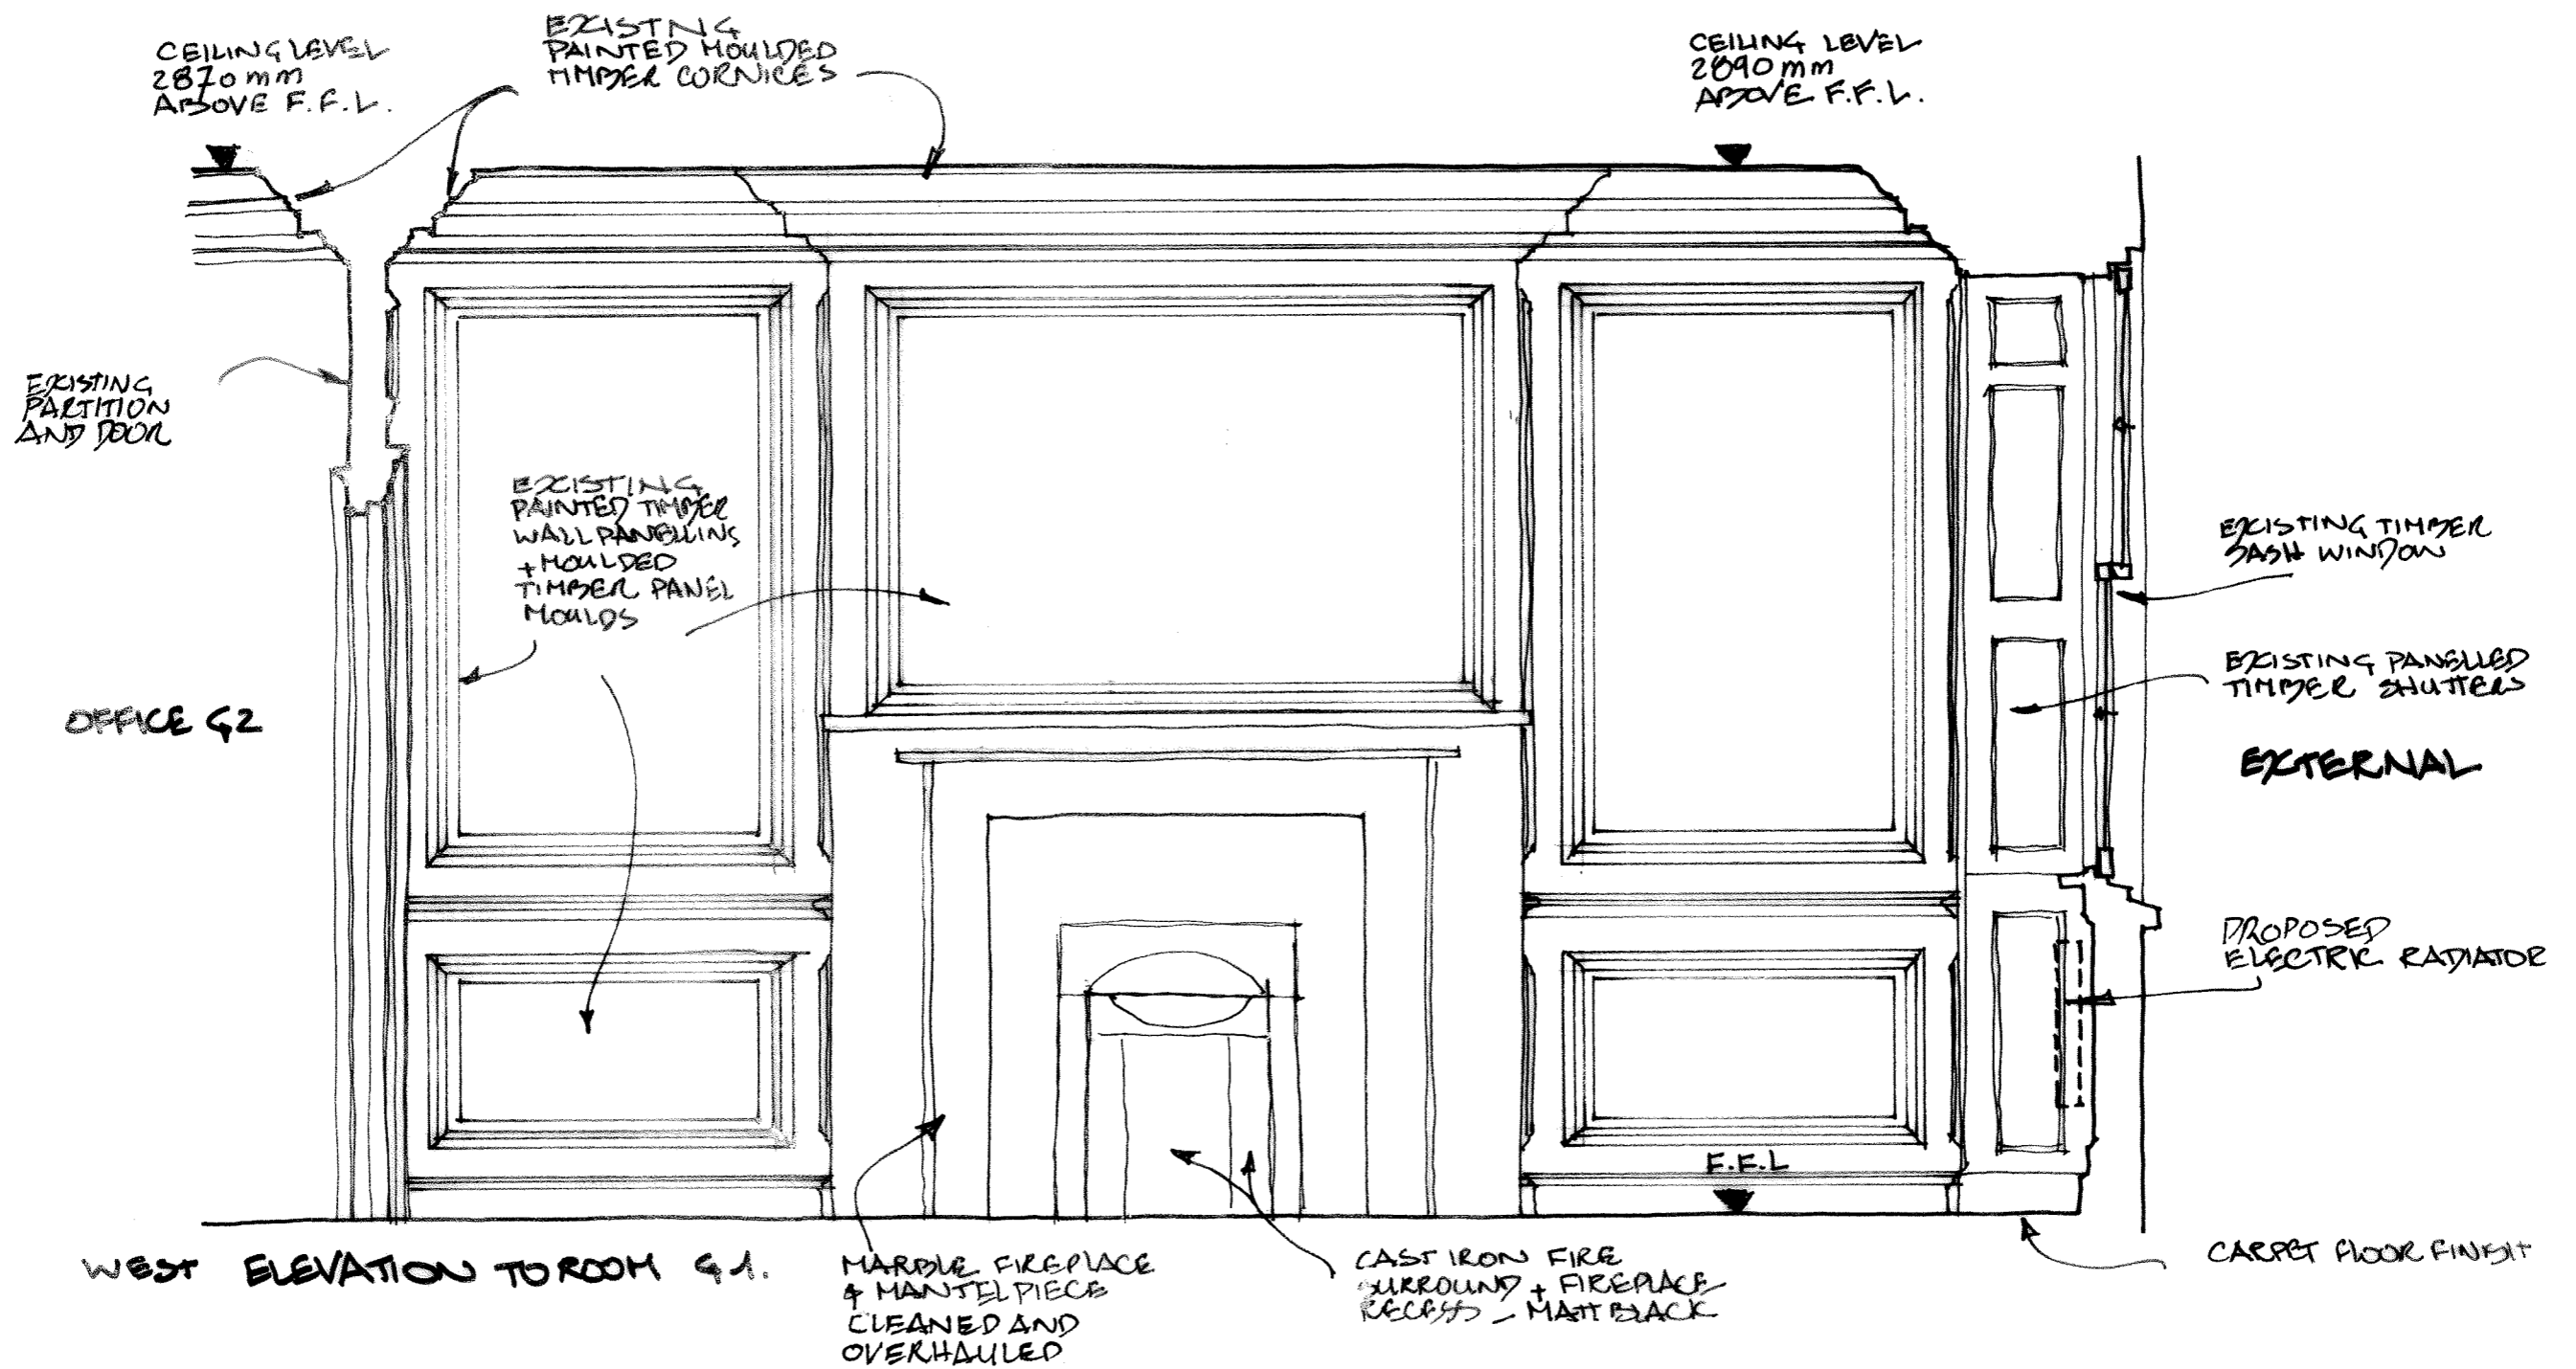 CEILING LEVEL
2870mm
ABOVE F.F.L.
EXISTNG
PAINTED MOULDED
TIMBER CORNICES
CEILING LEVEL
2890mm
ABOVE F.F.L.
EXISTING
PARTITION
AND DOOR
EXISTING
PAINTED TIMBER
WALL PANELLING
+ MOULDED
TIMBER PANEL
MOULDS
EXISTING TIMBER
SASH WINDOW
EXISTING PANELLED
TIMBER SHUTTERS
OFFICE G2
EXTERNAL
PROPOSED
ELECTRIC RADIATOR
F.F.L
WEST ELEVATION TO ROOM G1.
MARBLE FIREPLACE
& MANTELPIECE
CLEANED AND
OVERHAULED
CAST IRON FIRE
SURROUND + FIREPLACE
RECESS - MATT BLACK
CARPET FLOOR FINISH